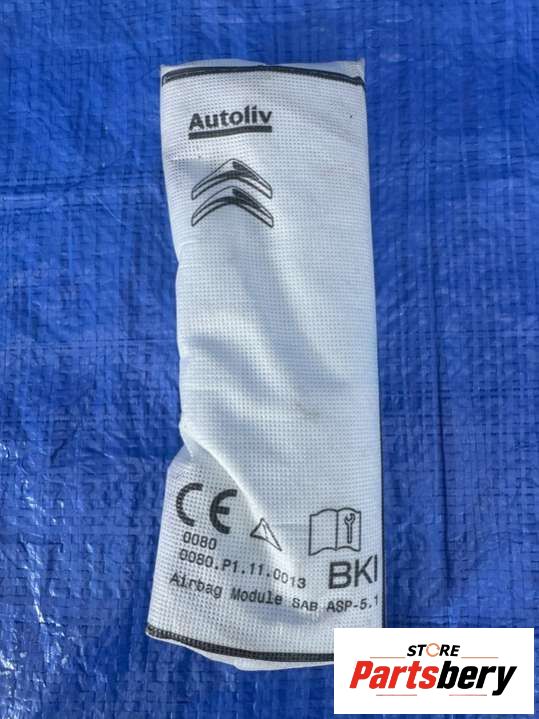 Autoliv
CE
0080
0080.P1.11.0013
BKI
Airbag Module SAB ASP-5.1
STORE
Partsbery